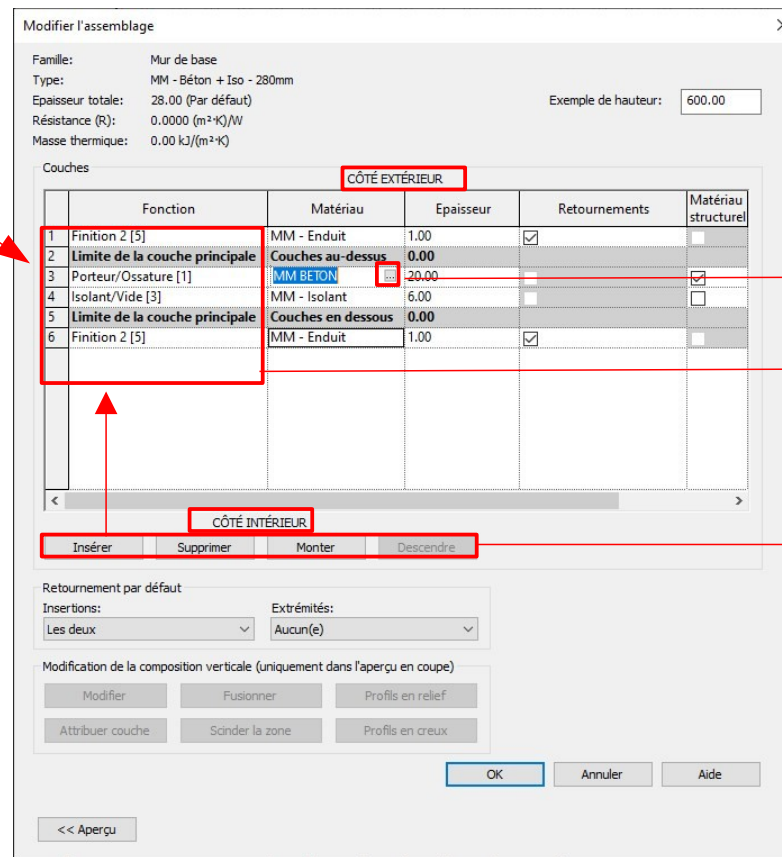 Modifier l'assemblage
Famille: Mur de base
Type: MM - Béton + Iso - 280mm
Epaisseur totale: 28.00 (Par défaut) Exemple de hauteur: 600.00
Résistance (R): 0.0000 (m²·K)/W
Masse thermique: 0.00 kJ/(m²·K)
Couches
CÔTÉ EXTÉRIEUR
Fonction Matériau Epaisseur Retournements Matériau structurel
1 Finition 2 [5] MM - Enduit 1.00
2 Limite de la couche principale Couches au-dessus 0.00
3 Porteur/Ossature [1] MM BETON ... 20.00
4 Isolant/Vide [3] MM - Isolant 6.00
5 Limite de la couche principale Couches en dessous 0.00
6 Finition 2 [5] MM - Enduit 1.00
CÔTÉ INTÉRIEUR
Insérer Supprimer Monter Descendre
Retournement par défaut
Insertions: Extrémités:
Les deux Aucun(e)
Modification de la composition verticale (uniquement dans l'aperçu en coupe)
Modifier Fusionner Profils en relief
Attribuer couche Scinder la zone Profils en creux
OK Annuler Aide
<< Aperçu